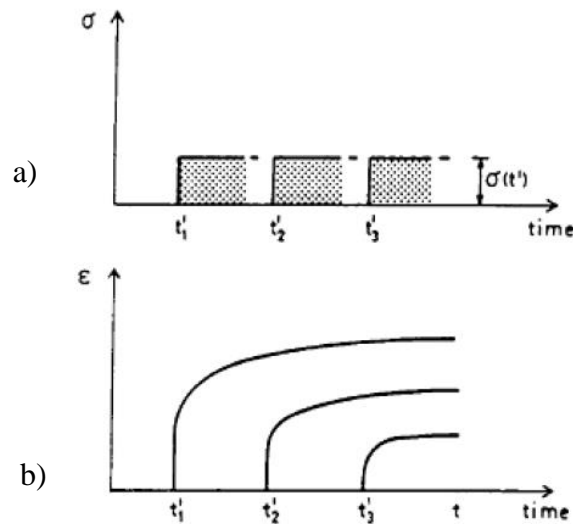 σ
a)
σ(t')
t'₁ t'₂ t'₃ time
ε
b)
t'₁ t'₂ t'₃ t time